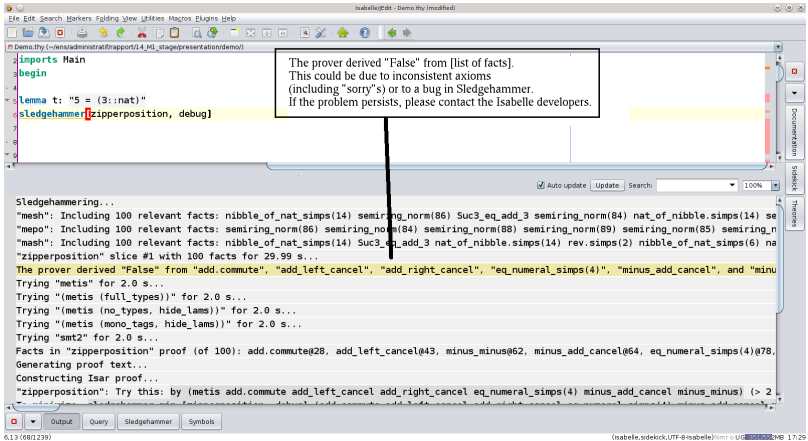 Isabelle/jEdit - Demo.thy (modified)
File Edit Search Markers Folding View Utilities Macros Plugins Help
Demo.thy (~/ens/administratif/rapport/14_M1_stage/presentation/demo/)
imports Main
begin
lemma t: "5 = (3::nat)"
sledgehammer[zipperposition, debug]
The prover derived "False" from [list of facts].
This could be due to inconsistent axioms
(including "sorry"s) or to a bug in Sledgehammer.
If the problem persists, please contact the Isabelle developers.
Documentation
Sidekick
Theories
Auto update Update Search: 100%
Sledgehammering...
"mesh": Including 100 relevant facts: nibble_of_nat_simps(14) semiring_norm(86) Suc3_eq_add_3 semiring_norm(84) nat_of_nibble.simps(14) se
"mepo": Including 100 relevant facts: semiring_norm(86) semiring_norm(84) semiring_norm(88) semiring_norm(89) semiring_norm(85) semiring_n
"mash": Including 100 relevant facts: nibble_of_nat_simps(14) Suc3_eq_add_3 nat_of_nibble.simps(14) rev.simps(2) nibble_of_nat_simps(6) na
"zipperposition" slice #1 with 100 facts for 29.99 s...
The prover derived "False" from "add.commute", "add_left_cancel", "add_right_cancel", "eq_numeral_simps(4)", "minus_add_cancel", and "minu
Trying "metis" for 2.0 s...
Trying "(metis (full_types))" for 2.0 s...
Trying "(metis (no_types, hide_lams))" for 2.0 s...
Trying "(metis (mono_tags, hide_lams))" for 2.0 s...
Trying "smt2" for 2.0 s...
Facts in "zipperposition" proof (of 100): add.commute@28, add_left_cancel@43, minus_minus@62, minus_add_cancel@64, eq_numeral_simps(4)@78,
Generating proof text...
Constructing Isar proof...
"zipperposition": Try this: by (metis add.commute add_left_cancel add_right_cancel eq_numeral_simps(4) minus_add_cancel minus_minus) (> 2
Output Query Sledgehammer Symbols
6,13 (68/1239) (isabelle,sidekick,UTF-8-Isabelle) 17:29